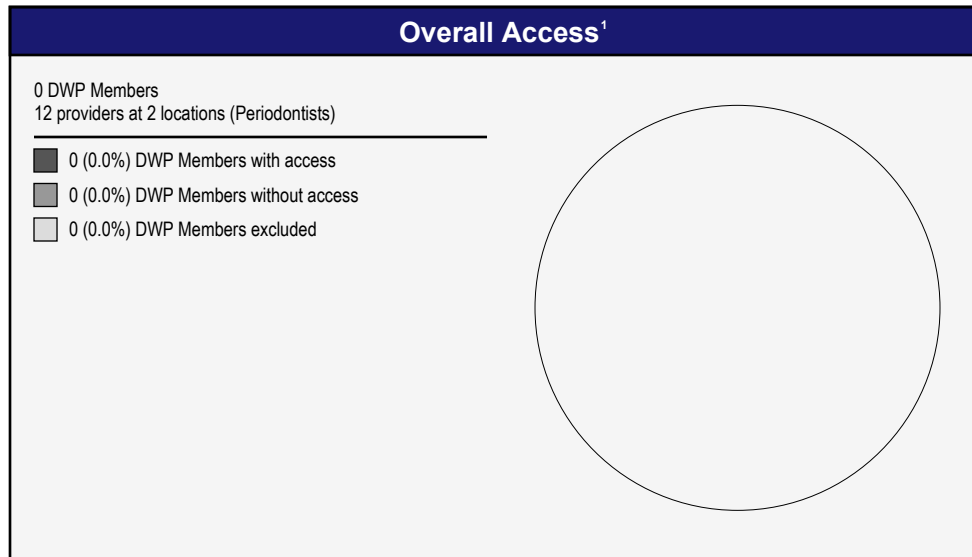 Overall Access¹
0 DWP Members
12 providers at 2 locations (Periodontists)
0 (0.0%) DWP Members with access
0 (0.0%) DWP Members without access
0 (0.0%) DWP Members excluded